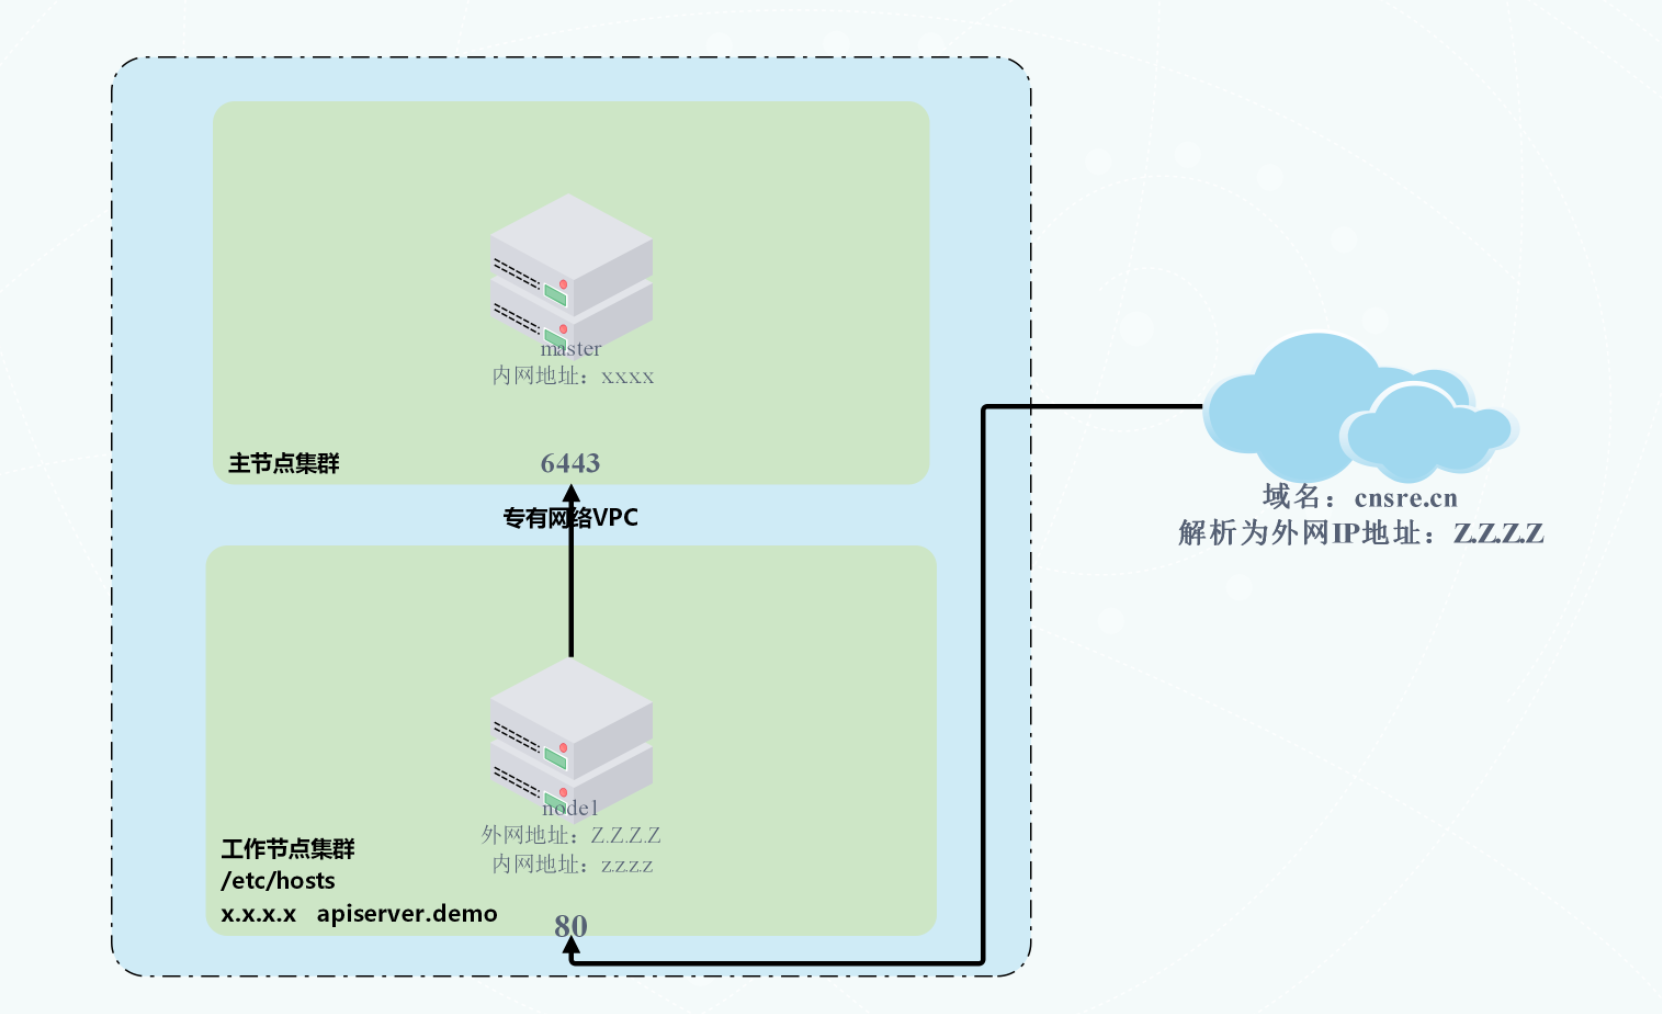 master
内网地址：xxxx
主节点集群
6443
专有网络VPC
域名：cnsre.cn
解析为外网IP地址：Z.Z.Z.Z
node1
外网地址：Z.Z.Z.Z
内网地址：zzzz
工作节点集群
/etc/hosts
x.x.x.x apiserver.demo
80